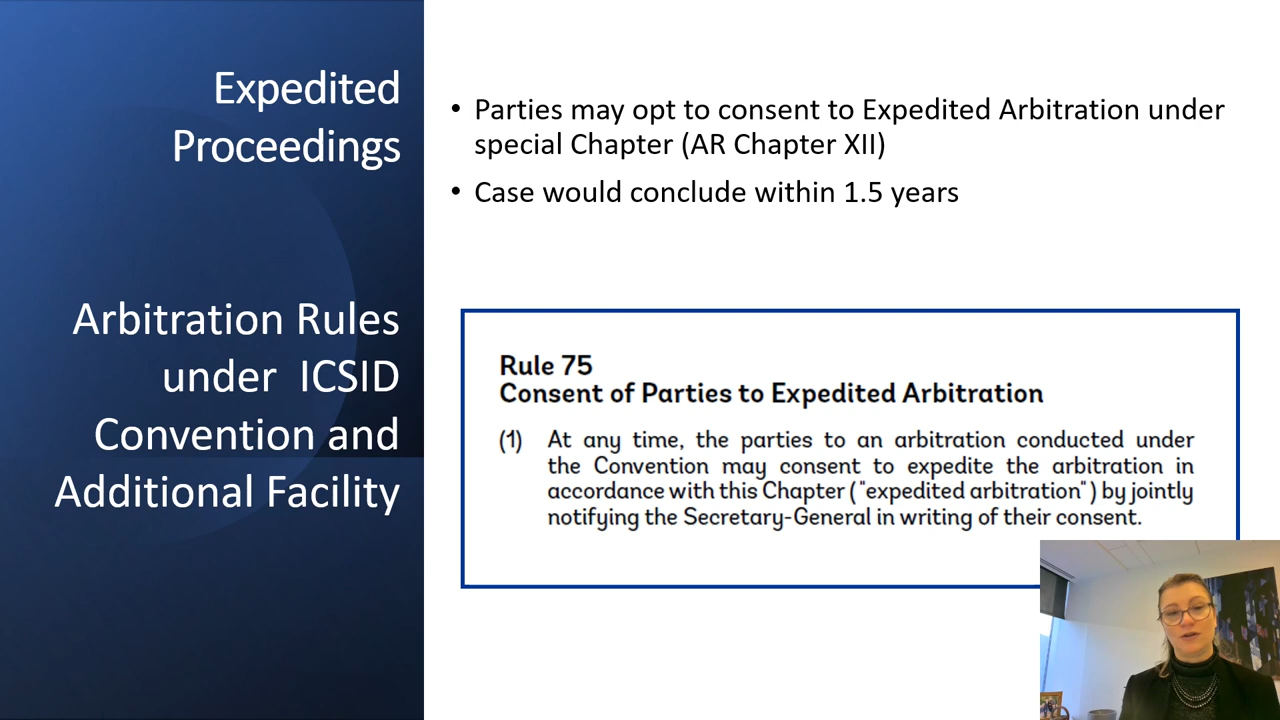 Expedited
Proceedings
Arbitration Rules
under ICSID
Convention and
Additional Facility
• Parties may opt to consent to Expedited Arbitration under
special Chapter (AR Chapter XII)
• Case would conclude within 1.5 years
Rule 75
Consent of Parties to Expedited Arbitration
(1) At any time, the parties to an arbitration conducted under
the Convention may consent to expedite the arbitration in
accordance with this Chapter ("expedited arbitration") by jointly
notifying the Secretary-General in writing of their consent.